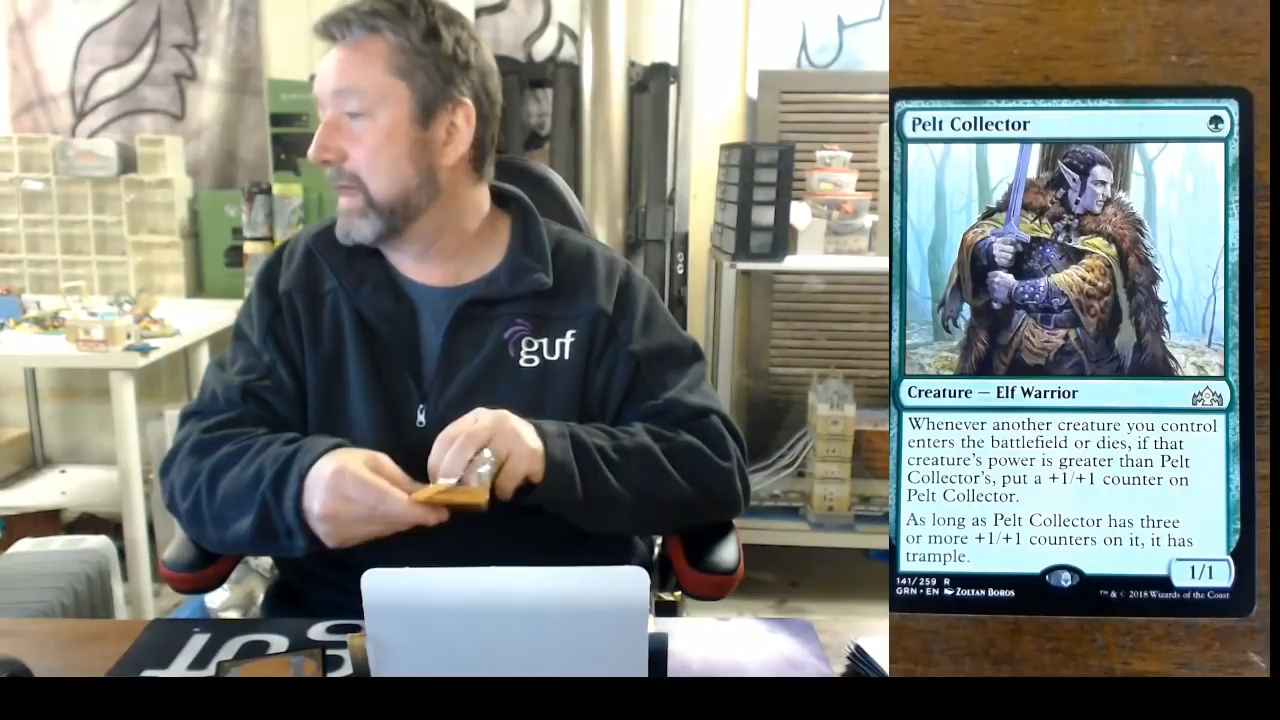 guf
Pelt Collector
Creature — Elf Warrior
Whenever another creature you control
enters the battlefield or dies, if that
creature's power is greater than Pelt
Collector's, put a +1/+1 counter on
Pelt Collector.
As long as Pelt Collector has three
or more +1/+1 counters on it, it has
trample.
1/1
141/259 R
GRN • EN ZOLTAN BOROS
™ & © 2018 Wizards of the Coast